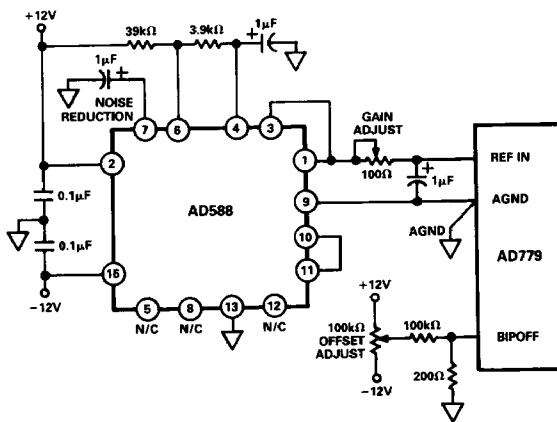 +12V
39kΩ
3.9kΩ
+
1µF
1µF
+
NOISE
REDUCTION
7
6
4
3
GAIN
ADJUST
2
1
100Ω
REF IN
+
1µF
0.1µF
AD588
9
AGND
0.1µF
10
AGND
11
AD779
16
-12V
5
8
13
12
N/C
N/C
N/C
+12V
100kΩ
OFFSET
ADJUST
100kΩ
BIPOFF
200Ω
-12V